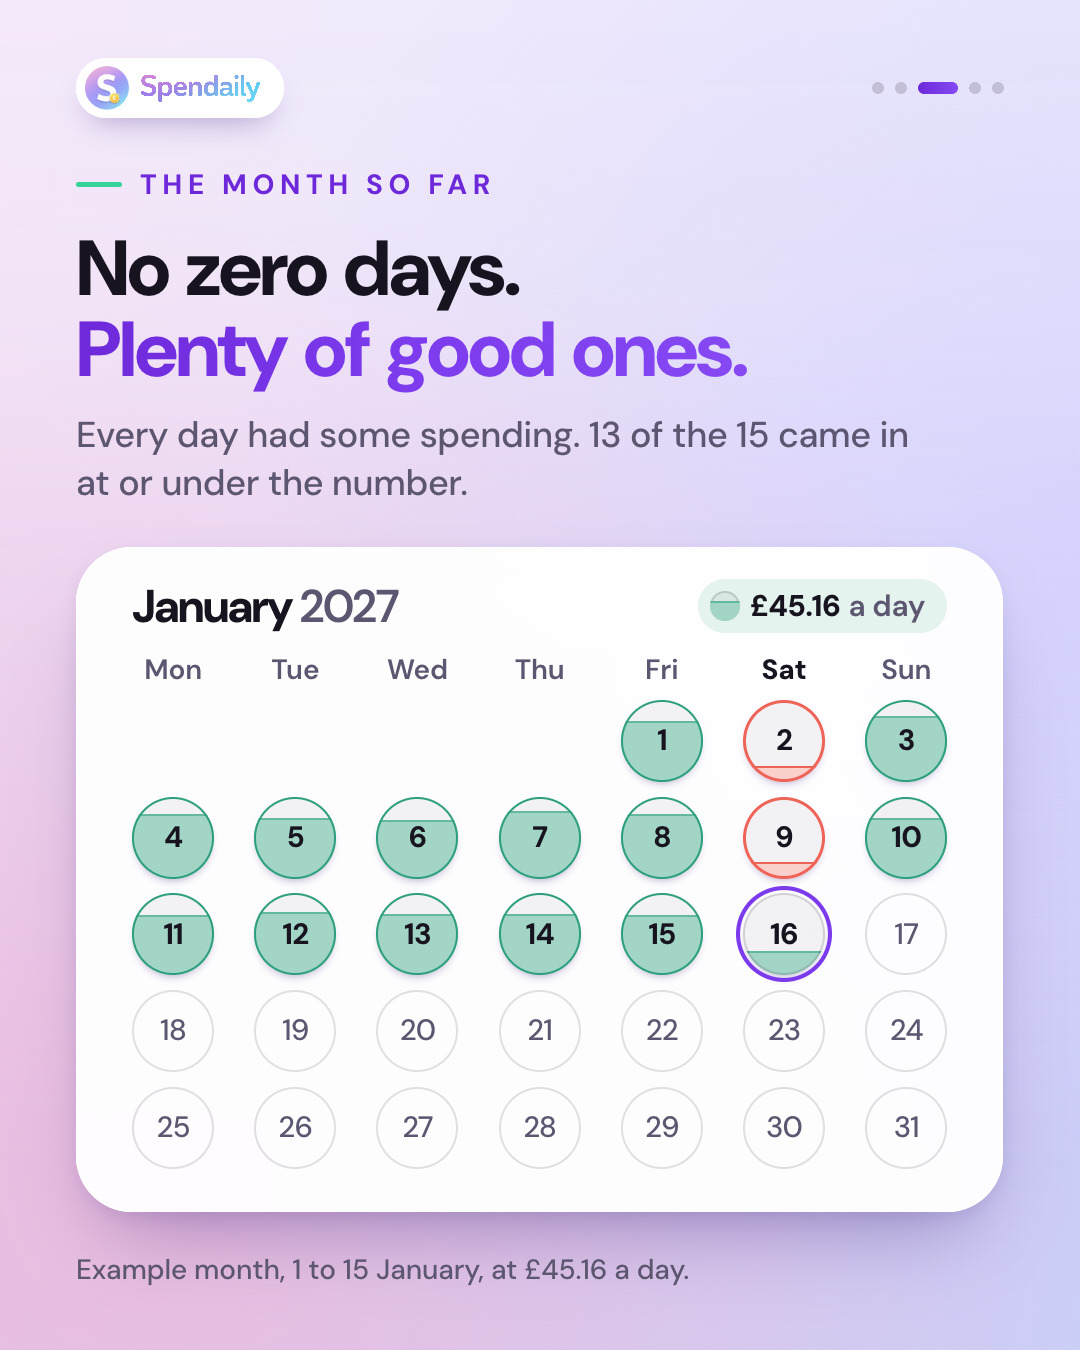 Spendaily
THE MONTH SO FAR
No zero days.
Plenty of good ones.
Every day had some spending. 13 of the 15 came in
at or under the number.
January 2027
£45.16 a day
Mon Tue Wed Thu Fri Sat Sun
1 2 3
4 5 6 7 8 9 10
11 12 13 14 15 16 17
18 19 20 21 22 23 24
25 26 27 28 29 30 31
Example month, 1 to 15 January, at £45.16 a day.